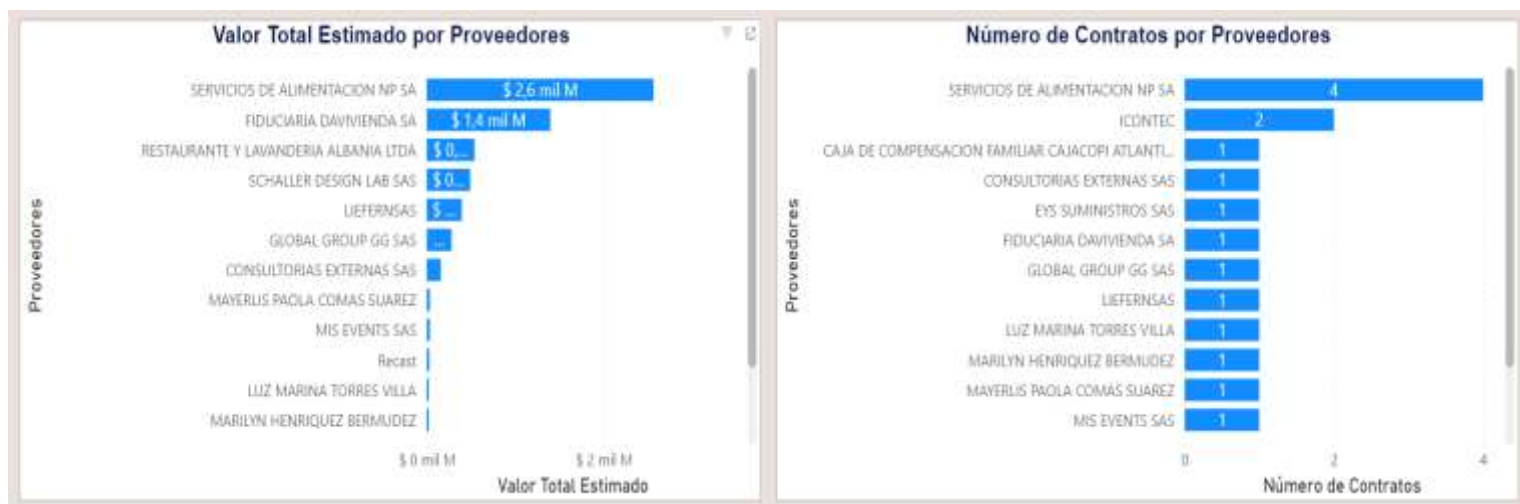 Valor Total Estimado por Proveedores
Proveedores
SERVICIOS DE ALIMENTACION NP SA
$ 2,6 mil M
FIDUCIARIA DAVIVIENDA SA
$ 1,4 mil M
RESTAURANTE Y LAVANDERIA ALBANIA LTDA
$ 0,...
SCHALLER DESIGN LAB SAS
$ 0...
LIEFERNSAS
$ ...
GLOBAL GROUP GG SAS
...
CONSULTORIAS EXTERNAS SAS
MAYERLIS PAOLA COMAS SUAREZ
MIS EVENTS SAS
Recast
LUZ MARINA TORRES VILLA
MARILYN HENRIQUEZ BERMUDEZ
$ 0 mil M
$ 2 mil M
Valor Total Estimado
Número de Contratos por Proveedores
Proveedores
SERVICIOS DE ALIMENTACION NP SA
4
ICONTEC
2
CAJA DE COMPENSACION FAMILIAR CAJACOPI ATLANTI...
1
CONSULTORIAS EXTERNAS SAS
1
EYS SUMINISTROS SAS
1
FIDUCIARIA DAVIVIENDA SA
1
GLOBAL GROUP GG SAS
1
LIEFERNSAS
1
LUZ MARINA TORRES VILLA
1
MARILYN HENRIQUEZ BERMUDEZ
1
MAYERLIS PAOLA COMAS SUAREZ
1
MIS EVENTS SAS
1
0
2
4
Número de Contratos